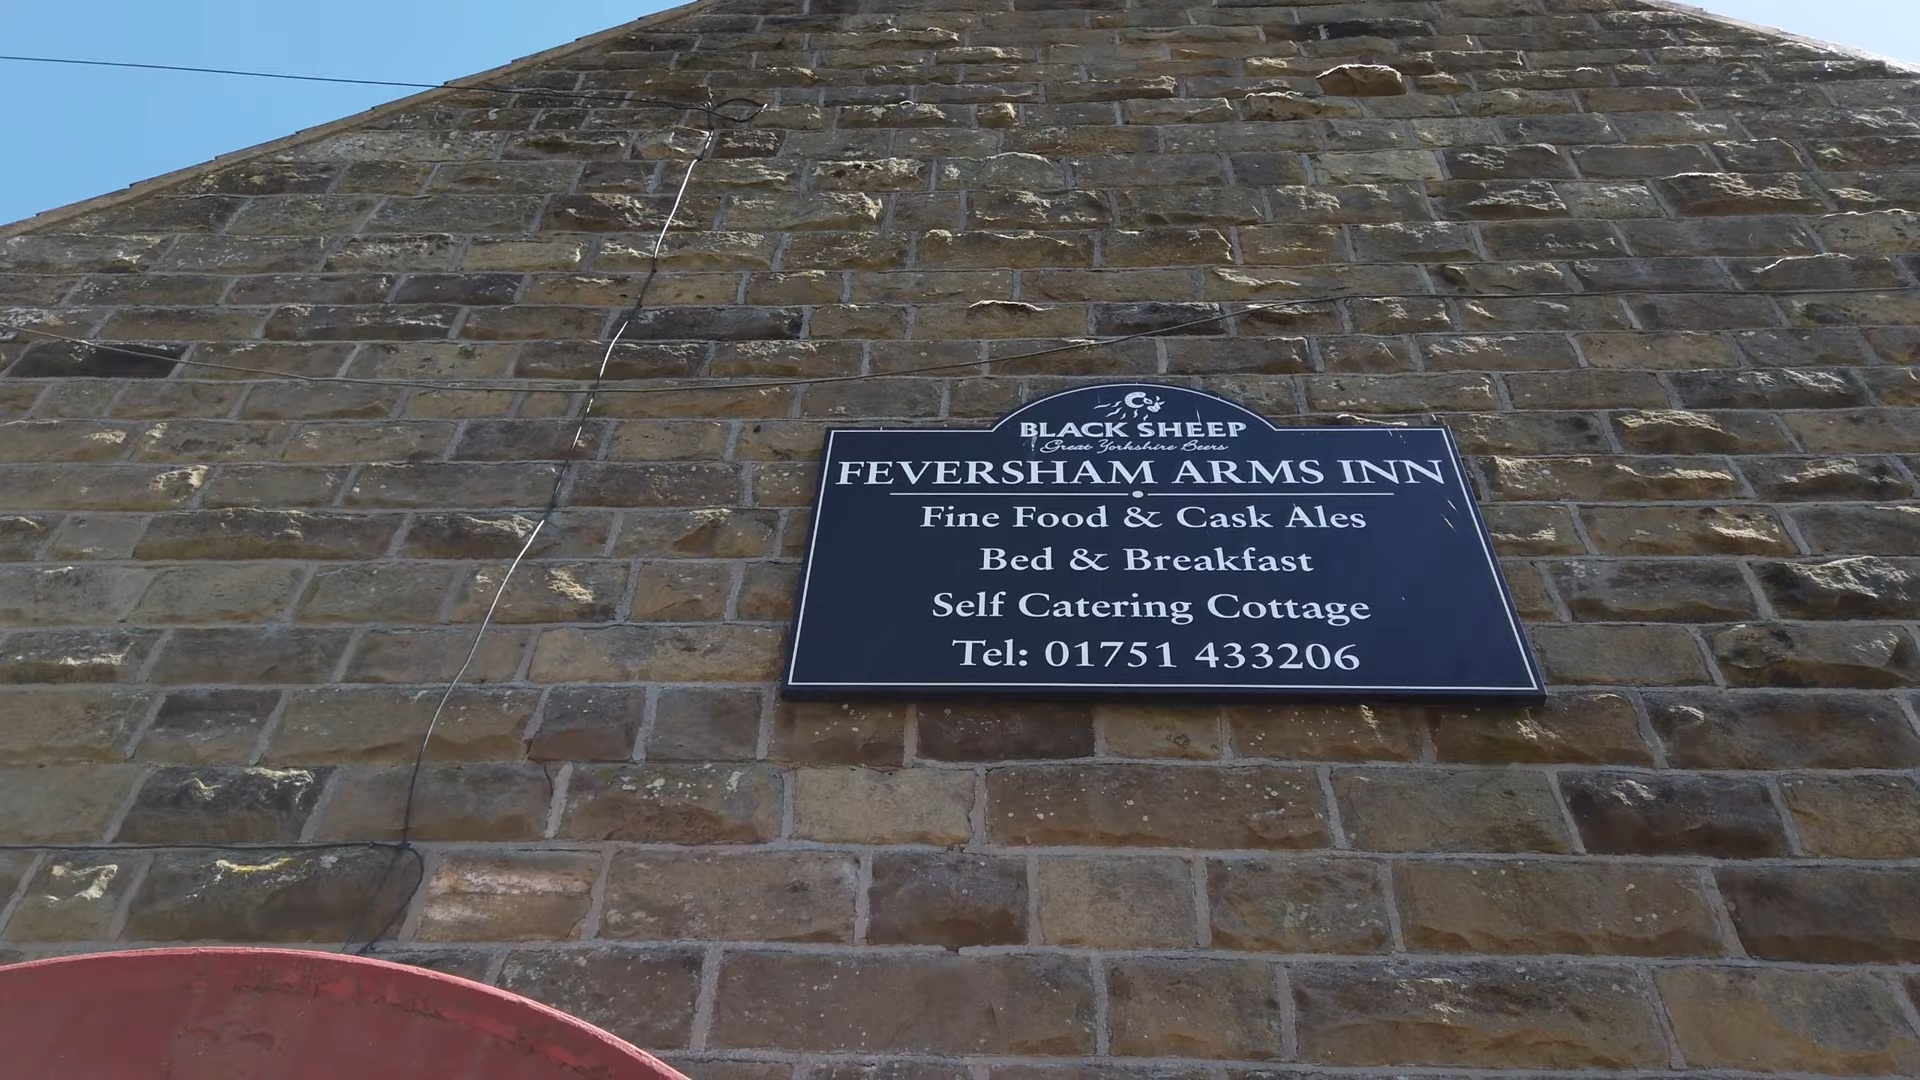 BLACK SHEEP
Great Yorkshire Beers
FEVERSHAM ARMS INN
Fine Food & Cask Ales
Bed & Breakfast
Self Catering Cottage
Tel: 01751 433206